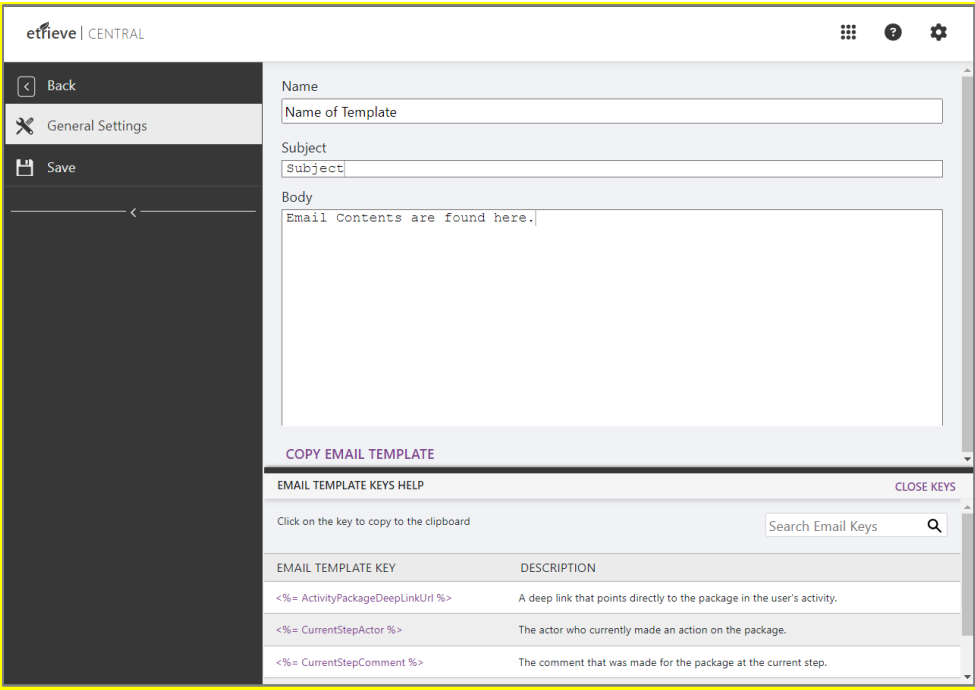 etrieve | CENTRAL
Back
General Settings
Save
Name
Name of Template
Subject
Subject
Body
Email Contents are found here.
COPY EMAIL TEMPLATE
EMAIL TEMPLATE KEYS HELP CLOSE KEYS
Click on the key to copy to the clipboard Search Email Keys
EMAIL TEMPLATE KEY DESCRIPTION
<%= ActivityPackageDeepLinkUrl %> A deep link that points directly to the package in the user's activity.
<%= CurrentStepActor %> The actor who currently made an action on the package.
<%= CurrentStepComment %> The comment that was made for the package at the current step.